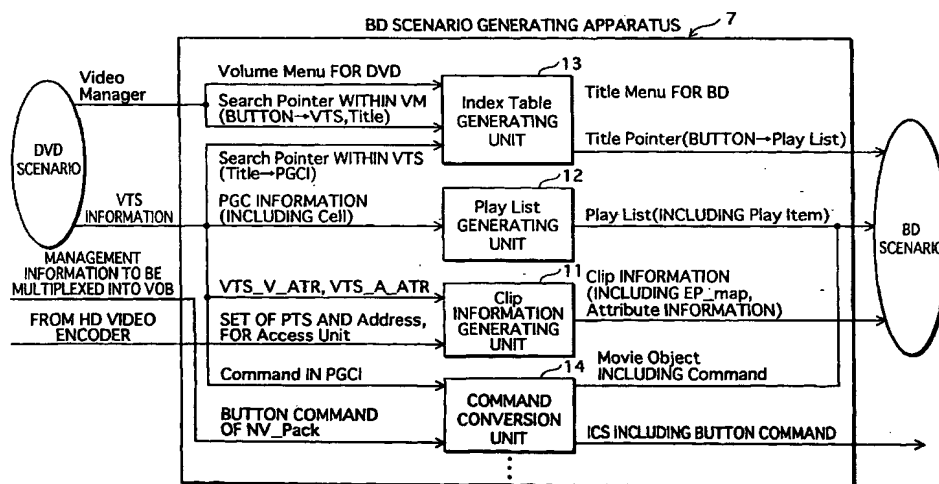 BD SCENARIO GENERATING APPARATUS 7
DVD
SCENARIO
Video
Manager
VTS
INFORMATION
MANAGEMENT
INFORMATION TO BE
MULTIPLEXED INTO VOB
FROM HD VIDEO
ENCODER
Volume Menu FOR DVD
Search Pointer WITHIN VM
(BUTTON→VTS,Title)
Search Pointer WITHIN VTS
(Title→PGCI)
13
Index Table
GENERATING
UNIT
Title Menu FOR BD
Title Pointer(BUTTON→Play List)
PGC INFORMATION
(INCLUDING Cell)
12
Play List
GENERATING
UNIT
Play List(INCLUDING Play Item)
BD
SCENARIO
VTS_V_ATR, VTS_A_ATR
SET OF PTS AND Address,
FOR Access Unit
11
Clip
INFORMATION
GENERATING
UNIT
Clip INFORMATION
(INCLUDING EP_map,
Attribute INFORMATION)
Command IN PGCI
BUTTON COMMAND
OF NV_Pack
14
COMMAND
CONVERSION
UNIT
Movie Object
INCLUDING Command
ICS INCLUDING BUTTON COMMAND